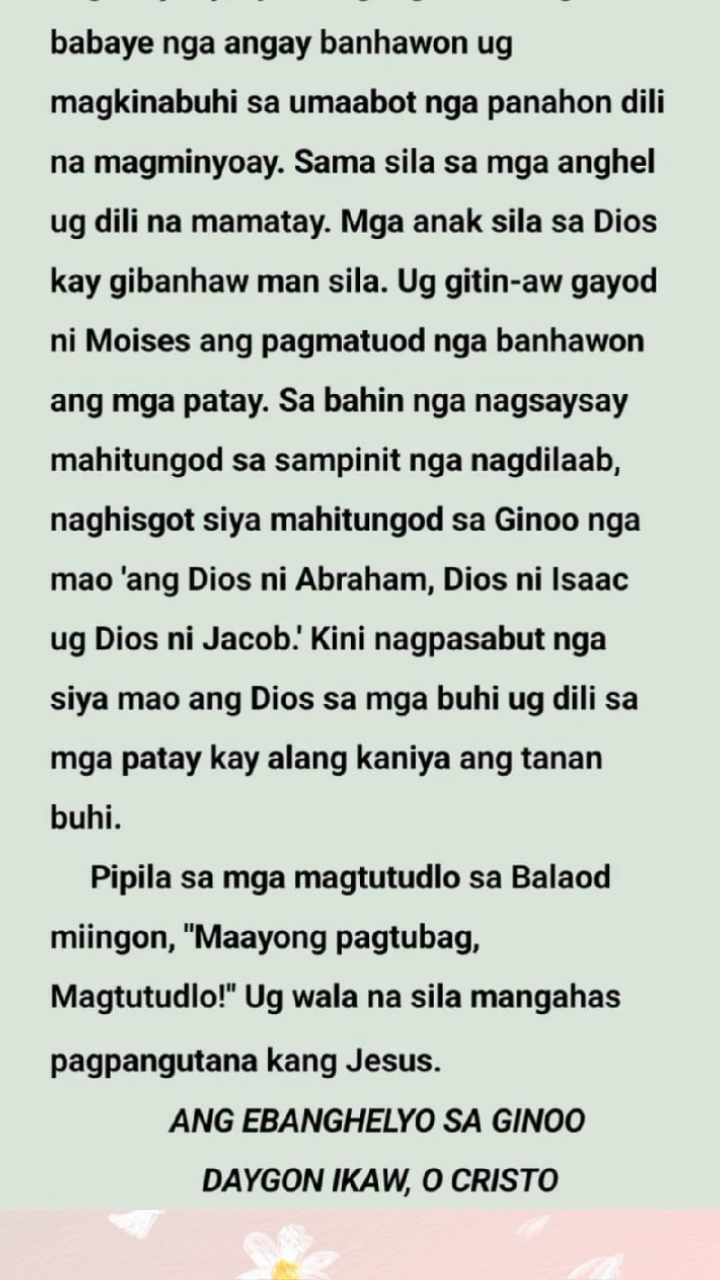 babaye nga angay banhawon ug
magkinabuhi sa umaabot nga panahon dili
na magminyoay. Sama sila sa mga anghel
ug dili na mamatay. Mga anak sila sa Dios
kay gibanhaw man sila. Ug gitin-aw gayod
ni Moises ang pagmatuod nga banhawon
ang mga patay. Sa bahin nga nagsaysay
mahitungod sa sampinit nga nagdilaab,
naghisgot siya mahitungod sa Ginoo nga
mao 'ang Dios ni Abraham, Dios ni Isaac
ug Dios ni Jacob.' Kini nagpasabut nga
siya mao ang Dios sa mga buhi ug dili sa
mga patay kay alang kaniya ang tanan
buhi.
Pipila sa mga magtutudlo sa Balaod
miingon, "Maayong pagtubag,
Magtutudlo!" Ug wala na sila mangahas
pagpangutana kang Jesus.
ANG EBANGHELYO SA GINOO
DAYGON IKAW, O CRISTO